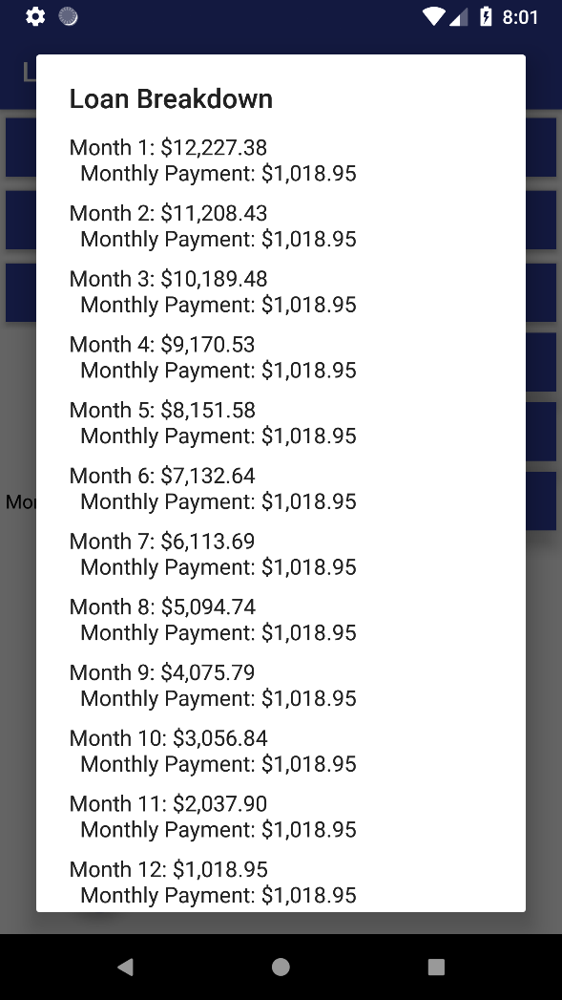 8:01
L
Loan Breakdown
Month 1: $12,227.38
Monthly Payment: $1,018.95
Month 2: $11,208.43
Monthly Payment: $1,018.95
Month 3: $10,189.48
Monthly Payment: $1,018.95
Month 4: $9,170.53
Monthly Payment: $1,018.95
Month 5: $8,151.58
Monthly Payment: $1,018.95
Month 6: $7,132.64
Monthly Payment: $1,018.95
Mon
Month 7: $6,113.69
Monthly Payment: $1,018.95
Month 8: $5,094.74
Monthly Payment: $1,018.95
Month 9: $4,075.79
Monthly Payment: $1,018.95
Month 10: $3,056.84
Monthly Payment: $1,018.95
Month 11: $2,037.90
Monthly Payment: $1,018.95
Month 12: $1,018.95
Monthly Payment: $1,018.95